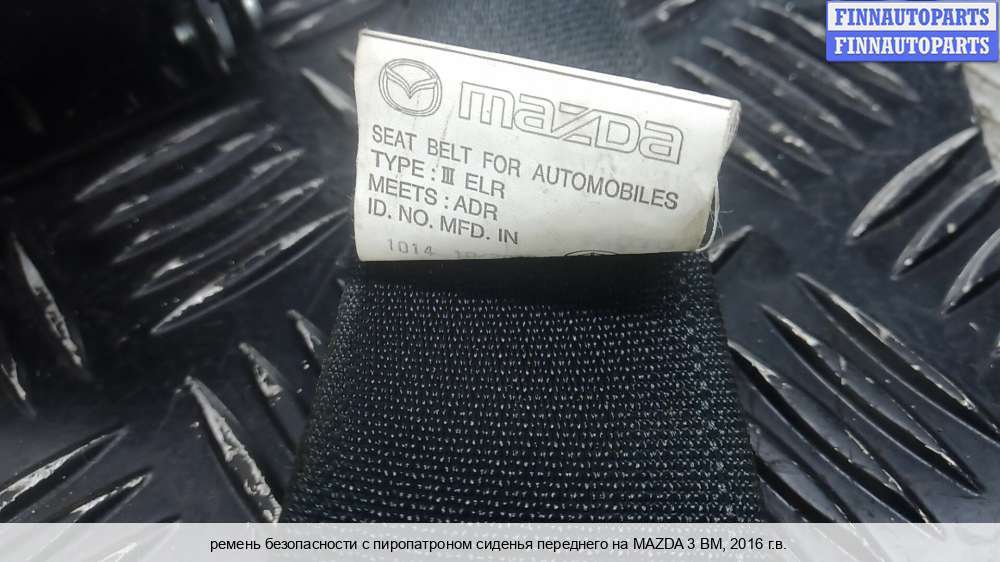 FINNAUTOPARTS
FINNAUTOPARTS
mazda
SEAT BELT FOR AUTOMOBILES
TYPE : III ELR
MEETS : ADR
ID. NO. MFD. IN
1014
ремень безопасности с пиропатроном сиденья переднего на MAZDA 3 BM, 2016 г.в.